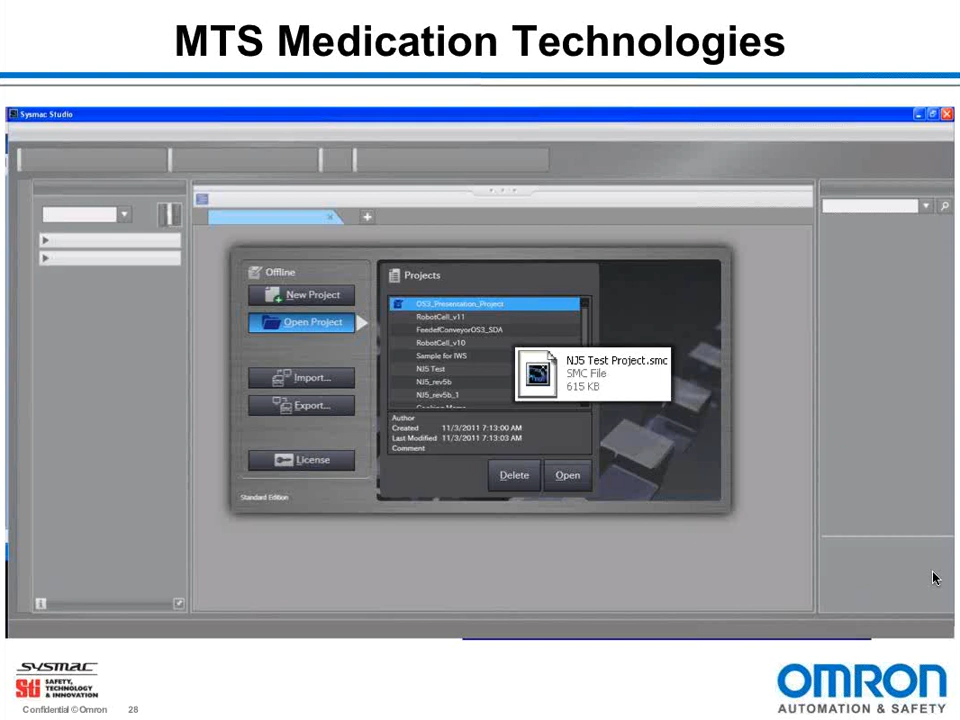 MTS Medication Technologies
Sysmac Studio
Offline
New Project
Open Project
Import...
Export...
License
Standard Edition
Projects
OS3_Presentation_Project
RobotCell_v11
FeedefConveyorOS3_SDA
RobotCell_v10
Sample for IWS
NJ5 Test
NJ5_rev5b
NJ5_rev5b_1
Author
Created 11/3/2011 7:13:00 AM
Last Modified 11/3/2011 7:13:03 AM
Comment
Delete Open
NJ5 Test Project.smc
SMC File
615 KB
SYSMAC
STI SAFETY, TECHNOLOGY & INNOVATION
Confidential © Omron 28
OMRON
AUTOMATION & SAFETY